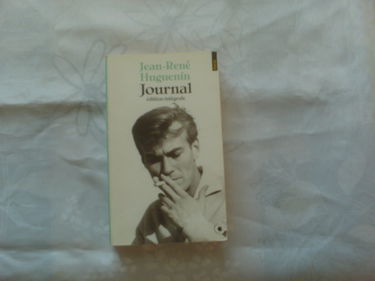 Jean-René
Huguenin
Journal
édition intégrale